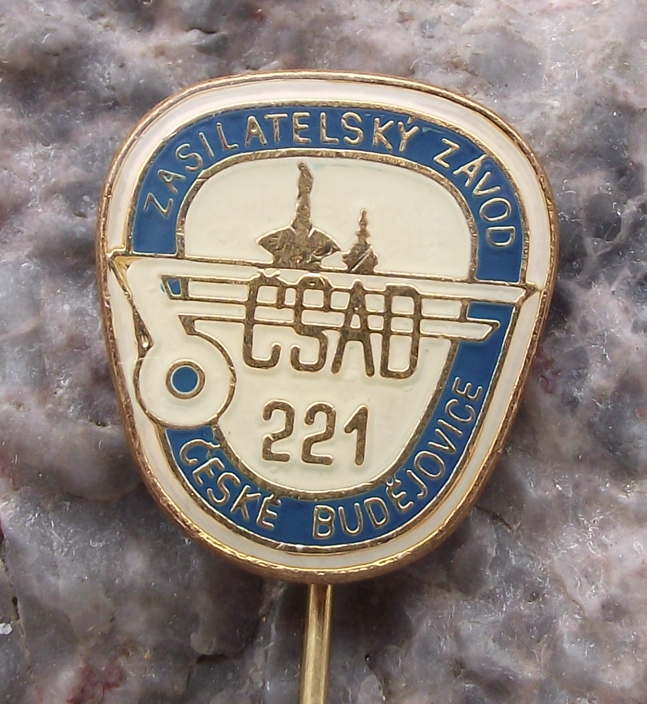 ZASILATELSKÝ ZÁVOD
ČSAD
221
ČESKÉ BUDĚJOVICE